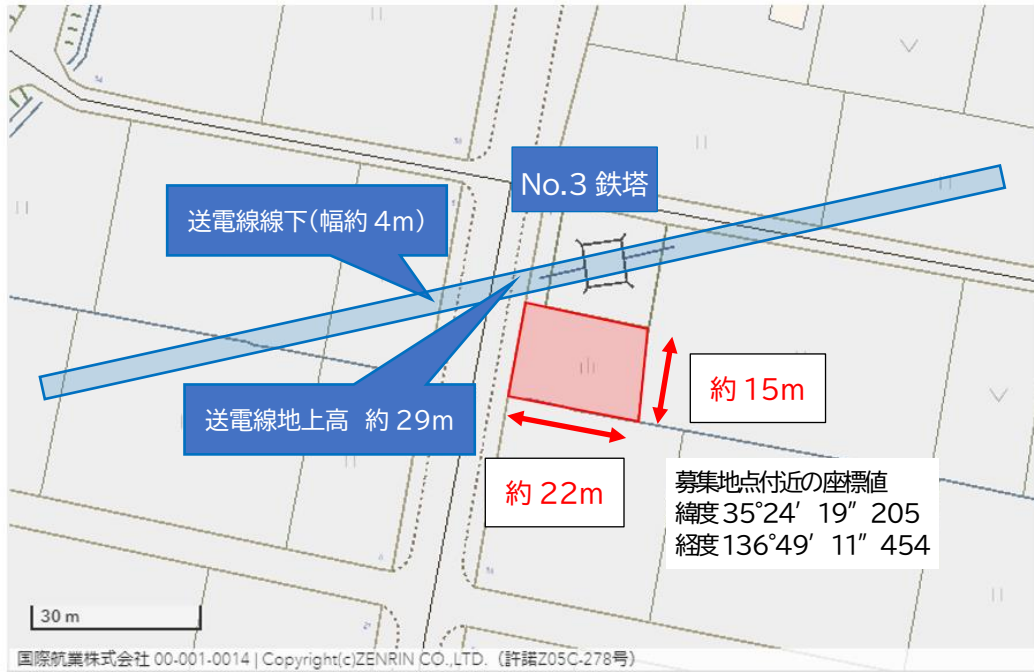 No.3 鉄塔
送電線線下(幅約 4m)
送電線地上高 約 29m
約 15m
約 22m
募集地点付近の座標値
緯度 35°24′ 19″ 205
経度 136°49′ 11″ 454
30 m
国際航業株式会社 00-001-0014 | Copyright(c)ZENRIN CO.,LTD.（許諾Z05C-278号）